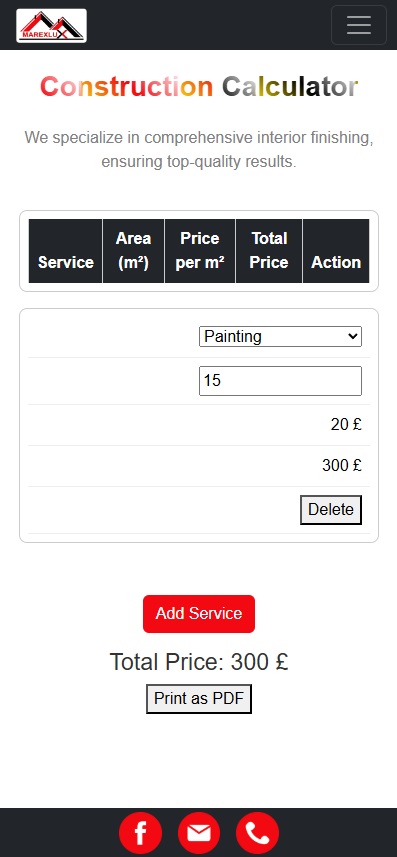 MAREXLUX
Construction Calculator
We specialize in comprehensive interior finishing,
ensuring top-quality results.
Service Area (m²) Price per m² Total Price Action
Painting
15
20 £
300 £
Delete
Add Service
Total Price: 300 £
Print as PDF